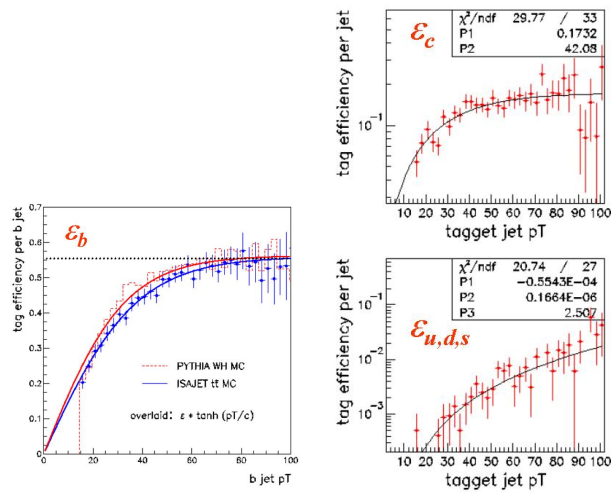 tag efficiency per b jet
0.7
0.6
0.5
0.4
0.3
0.2
0.1
0
εb
PYTHIA WH MC
ISAJET tt̄ MC
overlaid: ε * tanh (pT/c)
0 20 40 60 80 100
b jet pT
εc
χ²/ndf 29.77 / 33
P1 0.1732
P2 42.08
tag efficiency per jet
10⁻¹
10 20 30 40 50 60 70 80 90 100
tagget jet pT
εu,d,s
χ²/ndf 20.74 / 27
P1 -0.5543E-04
P2 0.1664E-06
P3 2.507
tag efficiency per jet
10⁻¹
10⁻²
10⁻³
10 20 30 40 50 60 70 80 90 100
tagget jet pT